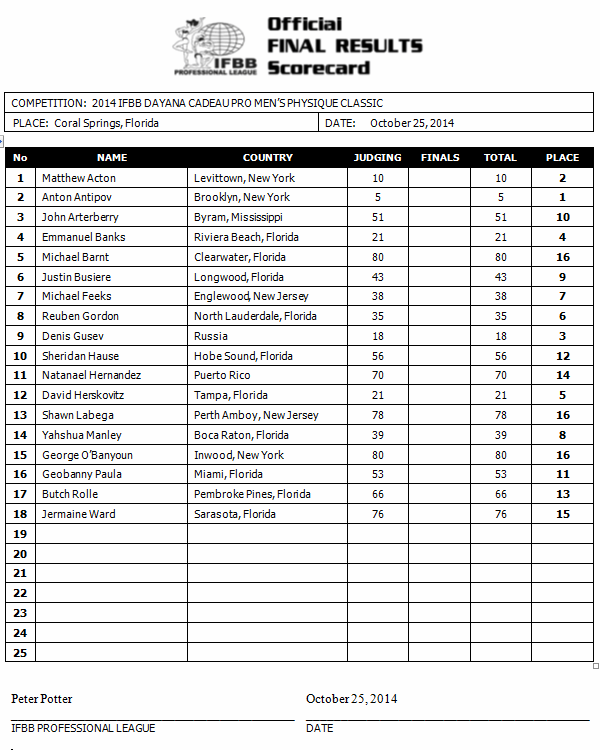 Official
FINAL RESULTS
Scorecard
IFBB
PROFESSIONAL LEAGUE
COMPETITION: 2014 IFBB DAYANA CADEAU PRO MEN'S PHYSIQUE CLASSIC
PLACE: Coral Springs, Florida DATE: October 25, 2014
No NAME COUNTRY JUDGING FINALS TOTAL PLACE
1 Matthew Acton Levittown, New York 10 10 2
2 Anton Antipov Brooklyn, New York 5 5 1
3 John Arterberry Byram, Mississippi 51 51 10
4 Emmanuel Banks Riviera Beach, Florida 21 21 4
5 Michael Barnt Clearwater, Florida 80 80 16
6 Justin Busiere Longwood, Florida 43 43 9
7 Michael Feeks Englewood, New Jersey 38 38 7
8 Reuben Gordon North Lauderdale, Florida 35 35 6
9 Denis Gusev Russia 18 18 3
10 Sheridan Hause Hobe Sound, Florida 56 56 12
11 Natanael Hernandez Puerto Rico 70 70 14
12 David Herskovitz Tampa, Florida 21 21 5
13 Shawn Labega Perth Amboy, New Jersey 78 78 16
14 Yahshua Manley Boca Raton, Florida 39 39 8
15 George O'Banyoun Inwood, New York 80 80 16
16 Geobanny Paula Miami, Florida 53 53 11
17 Butch Rolle Pembroke Pines, Florida 66 66 13
18 Jermaine Ward Sarasota, Florida 76 76 15
19
20
21
22
23
24
25
Peter Potter October 25, 2014
IFBB PROFESSIONAL LEAGUE DATE